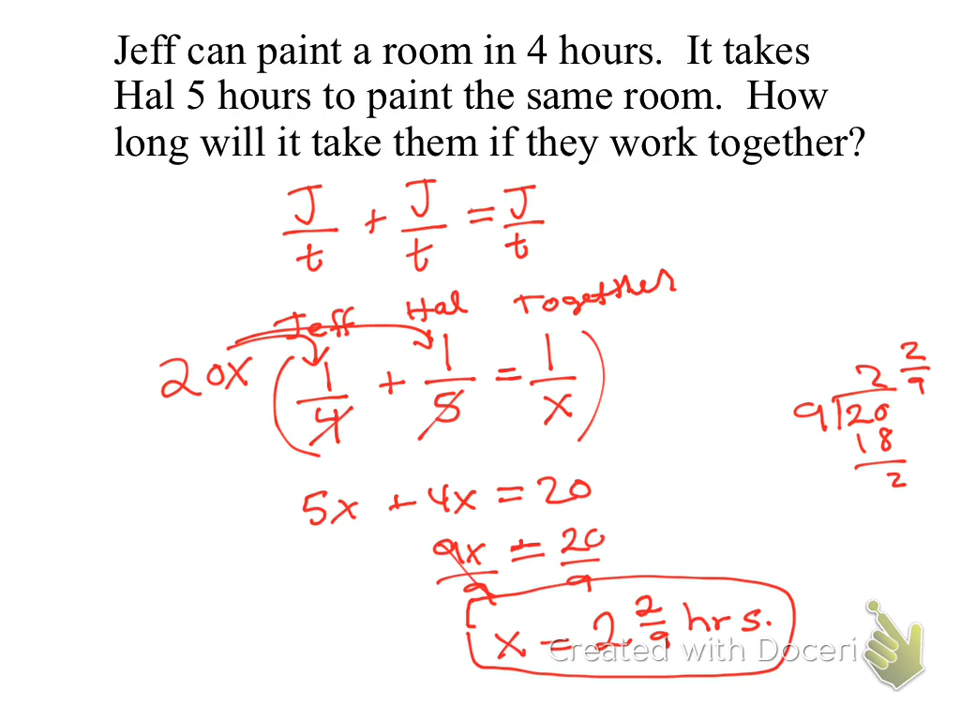 Jeff can paint a room in 4 hours.  It takes
Hal 5 hours to paint the same room.  How
long will it take them if they work together?
J/t + J/t = J/t
Jeff Hal Together
20x (1/4 + 1/5 = 1/x)
2 2/9
9)20
18
2
5x + 4x = 20
9x/9 = 20/9
x = 2 2/9 hrs.
Created with Doceri